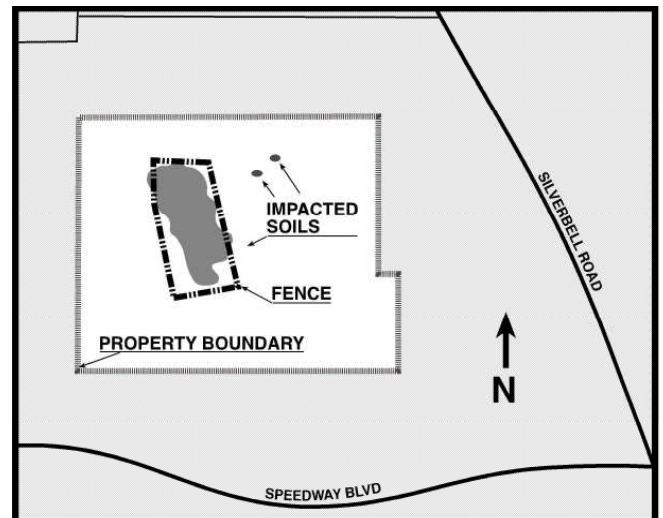 IMPACTED
SOILS
SILVERBELL ROAD
FENCE
PROPERTY BOUNDARY
N
SPEEDWAY BLVD